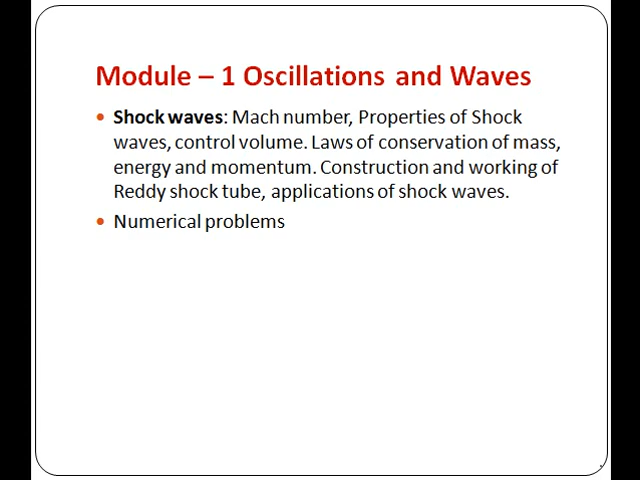 Module – 1 Oscillations and Waves
• Shock waves: Mach number, Properties of Shock
waves, control volume. Laws of conservation of mass,
energy and momentum. Construction and working of
Reddy shock tube, applications of shock waves.
• Numerical problems